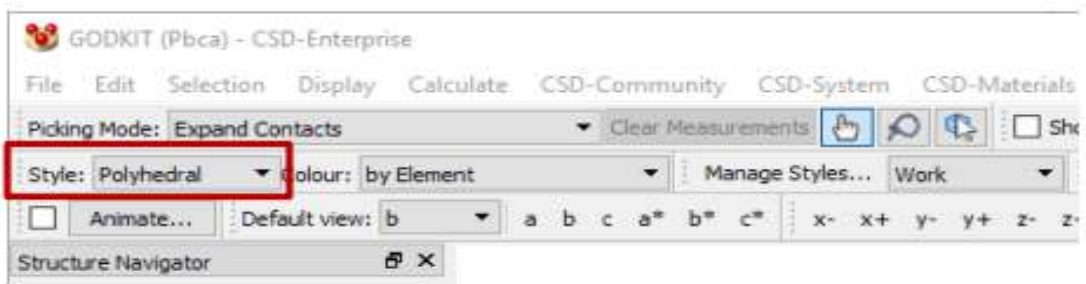 GODKIT (Pbca) - CSD-Enterprise
File Edit Selection Display Calculate CSD-Community CSD-System CSD-Materials
Picking Mode: Expand Contacts Clear Measurements
Style: Polyhedral Colour: by Element Manage Styles... Work
Animate... Default view: b a b c a* b* c* x- x+ y- y+ z-
Structure Navigator